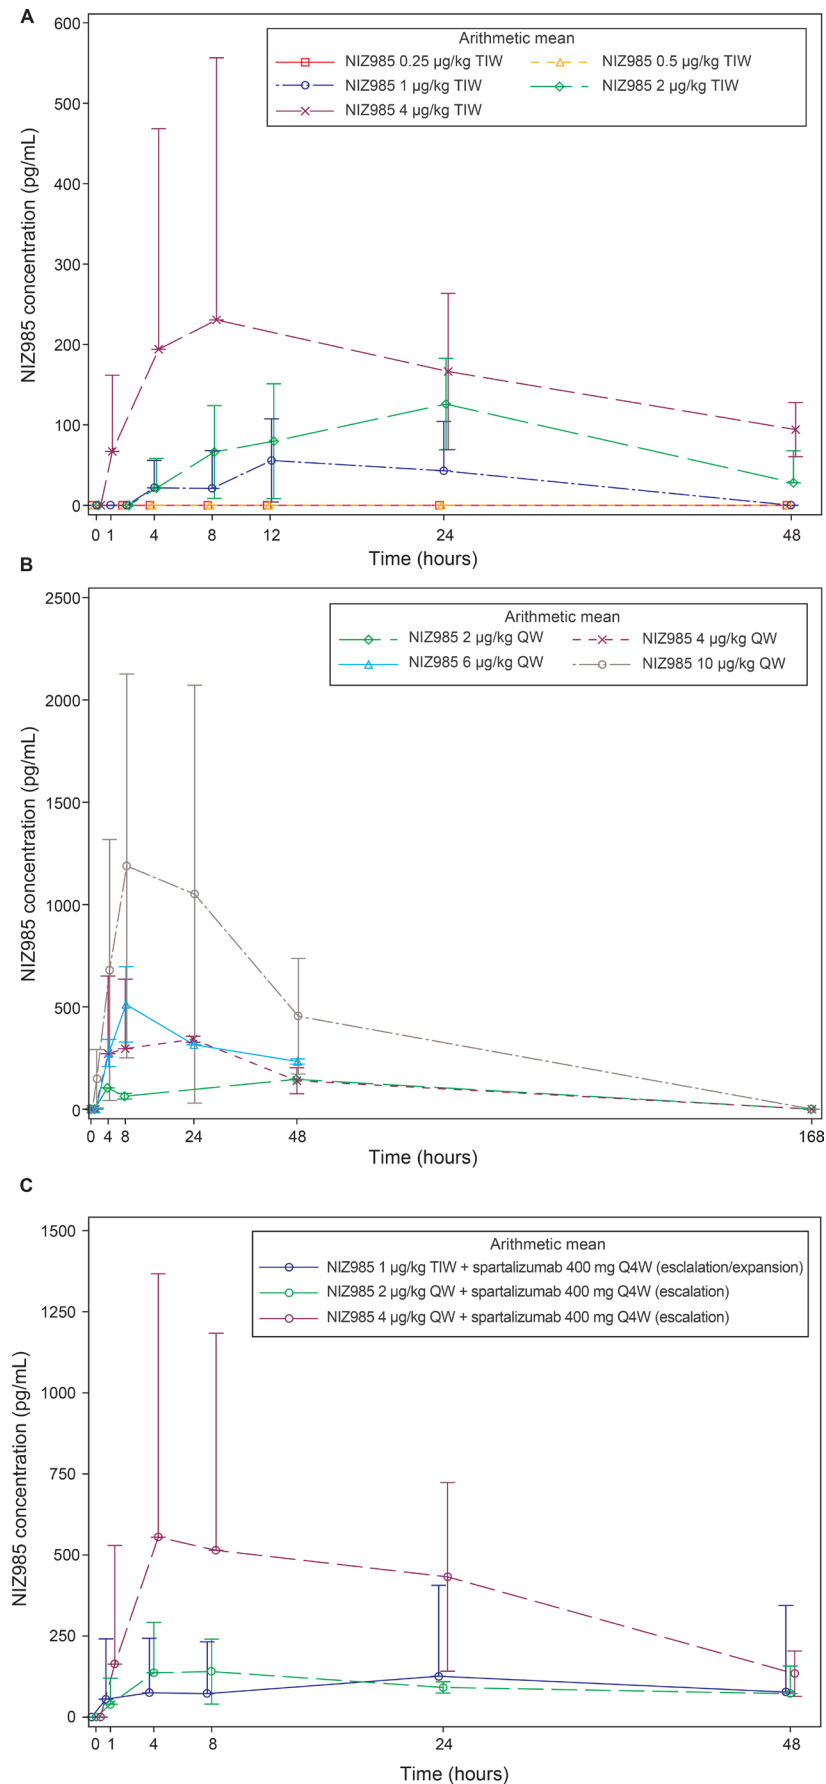 A
Arithmetic mean
NIZ985 0.25 µg/kg TIW
NIZ985 0.5 µg/kg TIW
NIZ985 1 µg/kg TIW
NIZ985 2 µg/kg TIW
NIZ985 4 µg/kg TIW
NIZ985 concentration (pg/mL)
600
500
400
300
200
100
0
0 1 4 8 12 24 48
Time (hours)
B
Arithmetic mean
NIZ985 2 µg/kg QW
NIZ985 4 µg/kg QW
NIZ985 6 µg/kg QW
NIZ985 10 µg/kg QW
NIZ985 concentration (pg/mL)
2500
2000
1500
1000
500
0
0 4 8 24 48 168
Time (hours)
C
Arithmetic mean
NIZ985 1 µg/kg TIW + spartalizumab 400 mg Q4W (esclalation/expansion)
NIZ985 2 µg/kg QW + spartalizumab 400 mg Q4W (escalation)
NIZ985 4 µg/kg QW + spartalizumab 400 mg Q4W (escalation)
NIZ985 concentration (pg/mL)
1500
1250
1000
750
500
250
0
0 1 4 8 24 48
Time (hours)